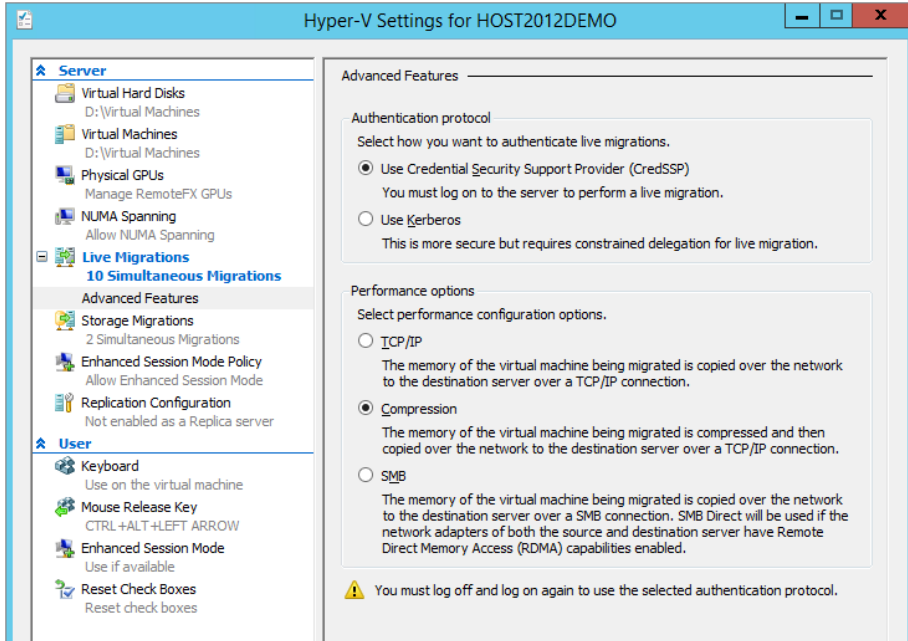 Hyper-V Settings for HOST2012DEMO
Server
Virtual Hard Disks
D:\Virtual Machines
Virtual Machines
D:\Virtual Machines
Physical GPUs
Manage RemoteFX GPUs
NUMA Spanning
Allow NUMA Spanning
Live Migrations
10 Simultaneous Migrations
Advanced Features
Storage Migrations
2 Simultaneous Migrations
Enhanced Session Mode Policy
Allow Enhanced Session Mode
Replication Configuration
Not enabled as a Replica server
User
Keyboard
Use on the virtual machine
Mouse Release Key
CTRL+ALT+LEFT ARROW
Enhanced Session Mode
Use if available
Reset Check Boxes
Reset check boxes
Advanced Features
Authentication protocol
Select how you want to authenticate live migrations.
Use Credential Security Support Provider (CredSSP)
You must log on to the server to perform a live migration.
Use Kerberos
This is more secure but requires constrained delegation for live migration.
Performance options
Select performance configuration options.
TCP/IP
The memory of the virtual machine being migrated is copied over the network
to the destination server over a TCP/IP connection.
Compression
The memory of the virtual machine being migrated is compressed and then
copied over the network to the destination server over a TCP/IP connection.
SMB
The memory of the virtual machine being migrated is copied over the network
to the destination server over a SMB connection. SMB Direct will be used if the
network adapters of both the source and destination server have Remote
Direct Memory Access (RDMA) capabilities enabled.
You must log off and log on again to use the selected authentication protocol.